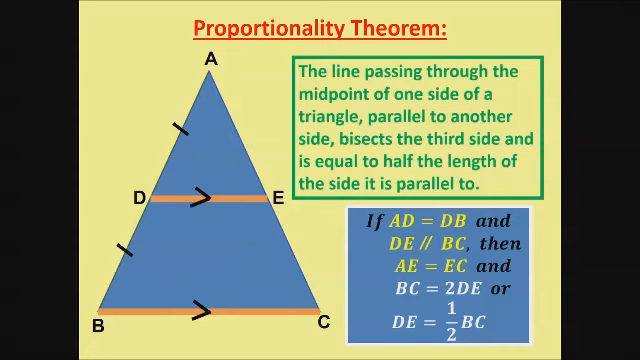 Proportionality Theorem:
A
The line passing through the
midpoint of one side of a
triangle, parallel to another
side, bisects the third side and
is equal to half the length of
the side it is parallel to.
D
E
If AD = DB and
DE // BC, then
AE = EC and
BC = 2DE or
DE = 1/2 BC
B
C